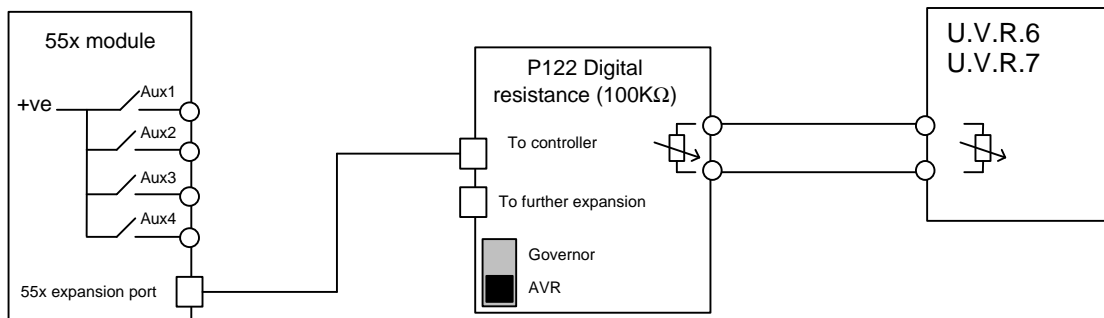 55x module
+ve
Aux1
Aux2
Aux3
Aux4
55x expansion port
P122 Digital
resistance (100KΩ)
To controller
To further expansion
Governor
AVR
U.V.R.6
U.V.R.7